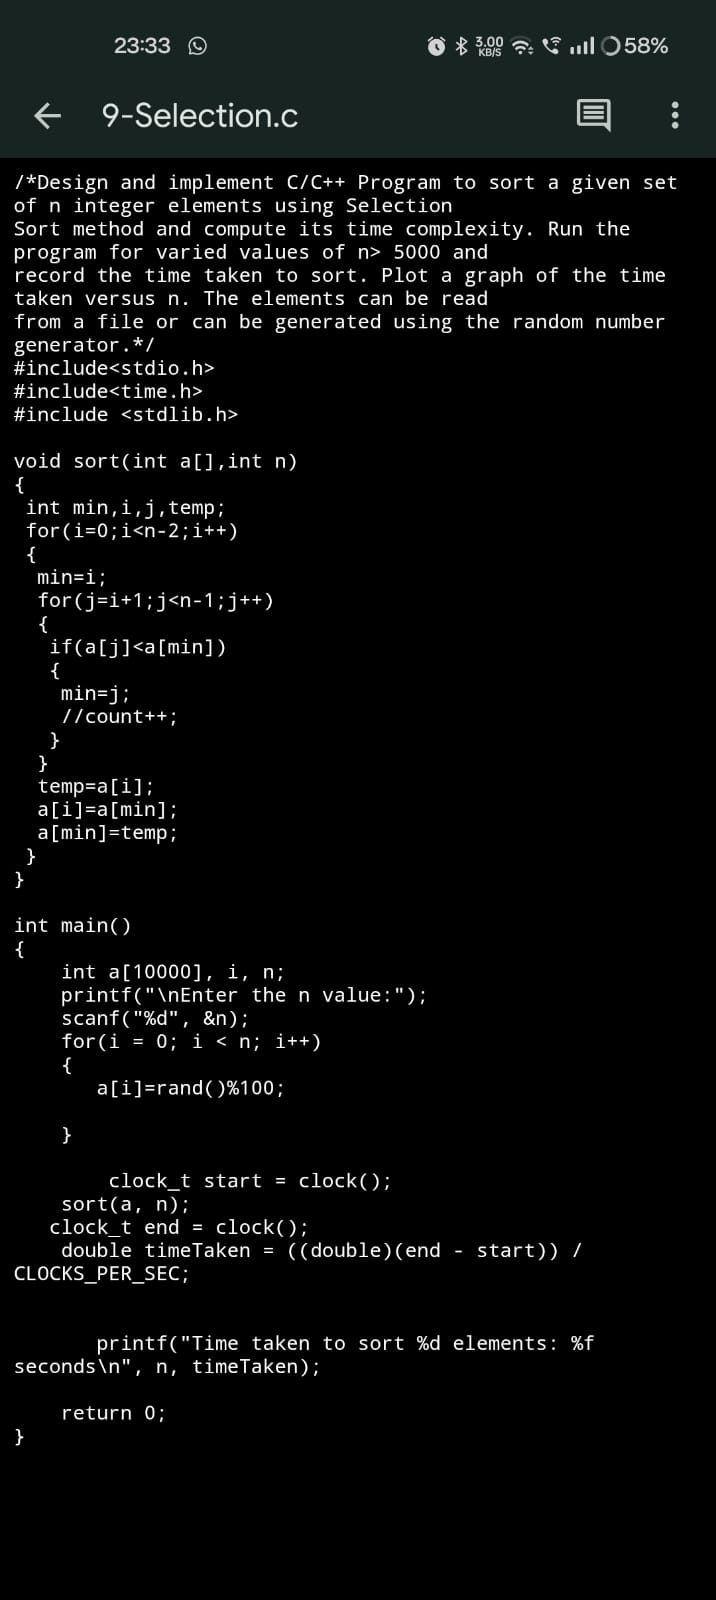 23:33 3.00 KB/S 58%
9-Selection.c
/*Design and implement C/C++ Program to sort a given set
of n integer elements using Selection
Sort method and compute its time complexity. Run the
program for varied values of n> 5000 and
record the time taken to sort. Plot a graph of the time
taken versus n. The elements can be read
from a file or can be generated using the random number
generator.*/
#include<stdio.h>
#include<time.h>
#include <stdlib.h>

void sort(int a[],int n)
{
 int min,i,j,temp;
 for(i=0;i<n-2;i++)
 {
  min=i;
  for(j=i+1;j<n-1;j++)
  {
   if(a[j]<a[min])
   {
    min=j;
    //count++;
   }
  }
  temp=a[i];
  a[i]=a[min];
  a[min]=temp;
 }
}

int main()
{
    int a[10000], i, n;
    printf("\nEnter the n value:");
    scanf("%d", &n);
    for(i = 0; i < n; i++)
    {
       a[i]=rand()%100;

    }

        clock_t start = clock();
    sort(a, n);
   clock_t end = clock();
    double timeTaken = ((double)(end - start)) /
CLOCKS_PER_SEC;


       printf("Time taken to sort %d elements: %f
seconds\n", n, timeTaken);

    return 0;
}